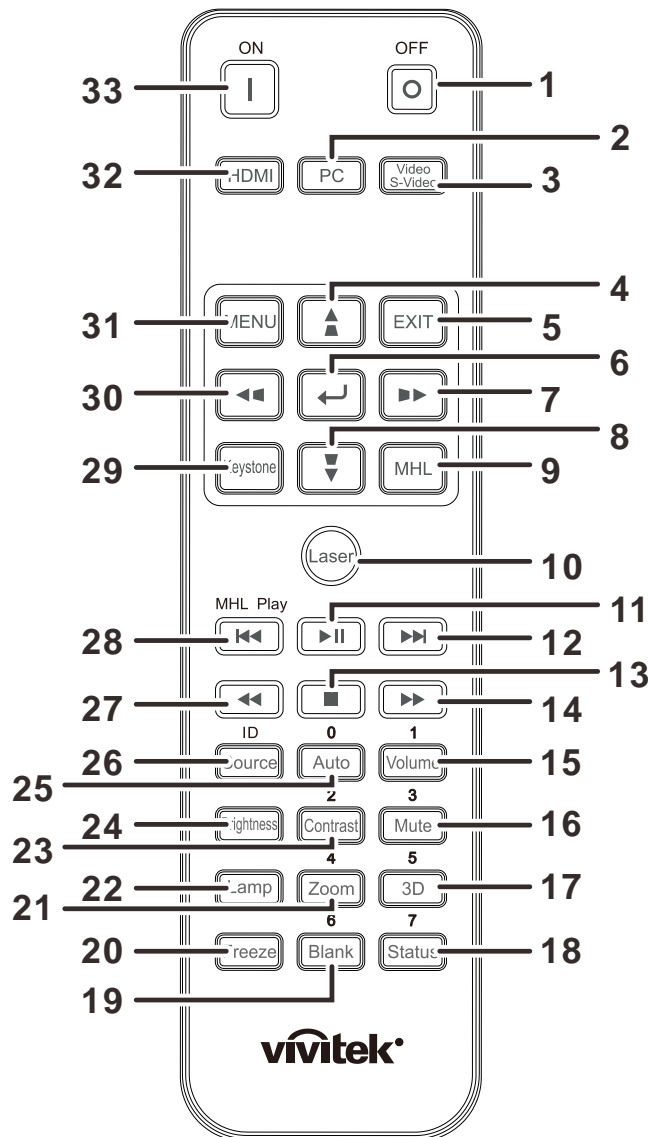 ON OFF
33 1
2
32 HDMI PC Video S-Video 3
4
31 MENU EXIT 5
6
30 7
8
29 Keystone MHL 9
Laser 10
MHL Play 11
28 12
13
27 14
ID 0 1
26 Source Auto Volume 15
25 2 3
24 Brightness Contrast Mute 16
23 4 5
22 Lamp Zoom 3D 17
21 6 7
20 Freeze Blank Status 18
19
vivitek